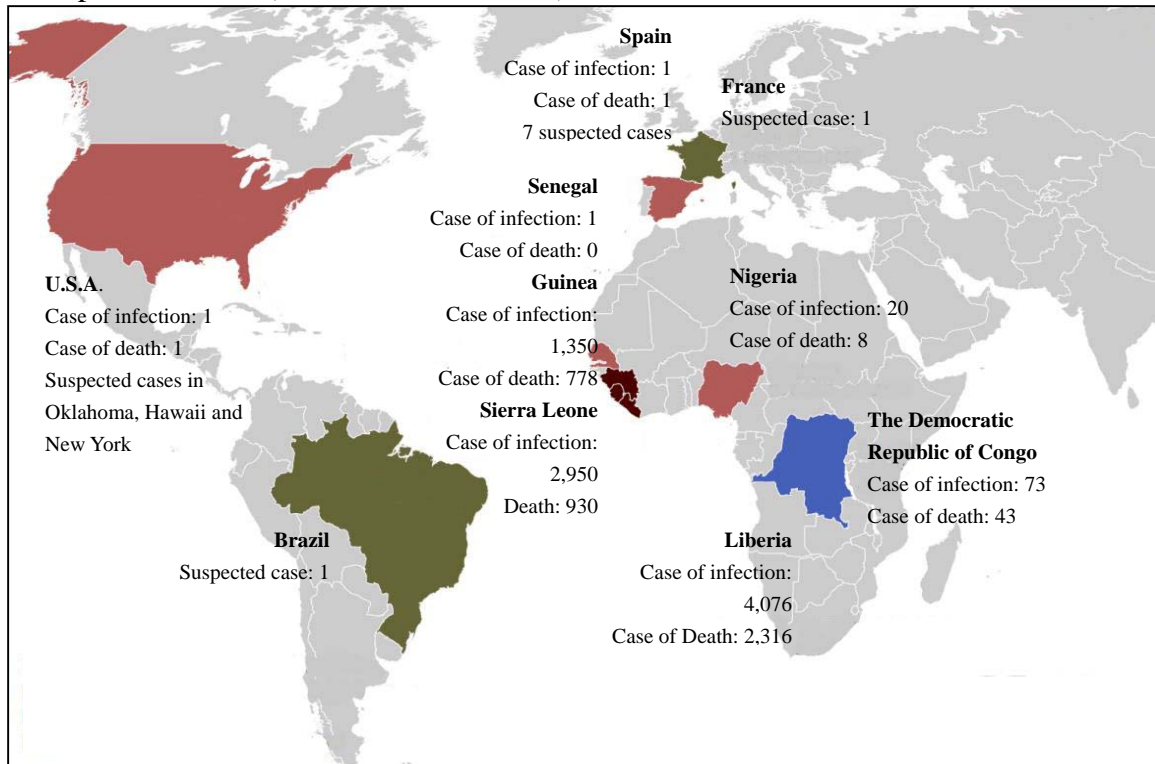 Spain
Case of infection: 1
Case of death: 1
7 suspected cases
France
Suspected case: 1
Senegal
Case of infection: 1
Case of death: 0
Guinea
Case of infection:
1,350
Case of death: 778
Sierra Leone
Case of infection:
2,950
Death: 930
Nigeria
Case of infection: 20
Case of death: 8
U.S.A.
Case of infection: 1
Case of death: 1
Suspected cases in
Oklahoma, Hawaii and
New York
The Democratic
Republic of Congo
Case of infection: 73
Case of death: 43
Brazil
Suspected case: 1
Liberia
Case of infection:
4,076
Case of Death: 2,316